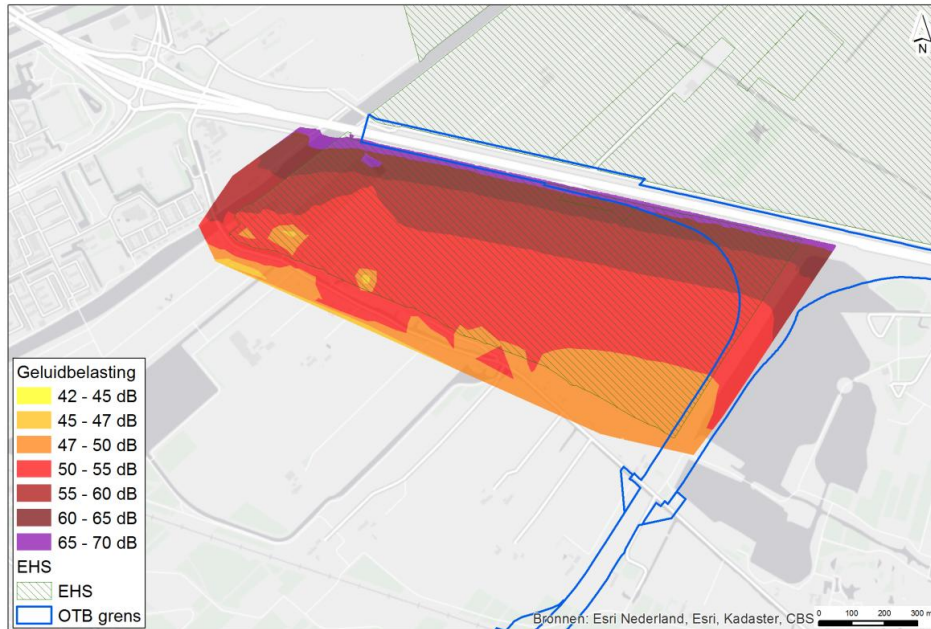 N
Geluidbelasting
42 - 45 dB
45 - 47 dB
47 - 50 dB
50 - 55 dB
55 - 60 dB
60 - 65 dB
65 - 70 dB
EHS
EHS
OTB grens
Bronnen: Esri Nederland, Esri, Kadaster, CBS
0 100 200 300 m